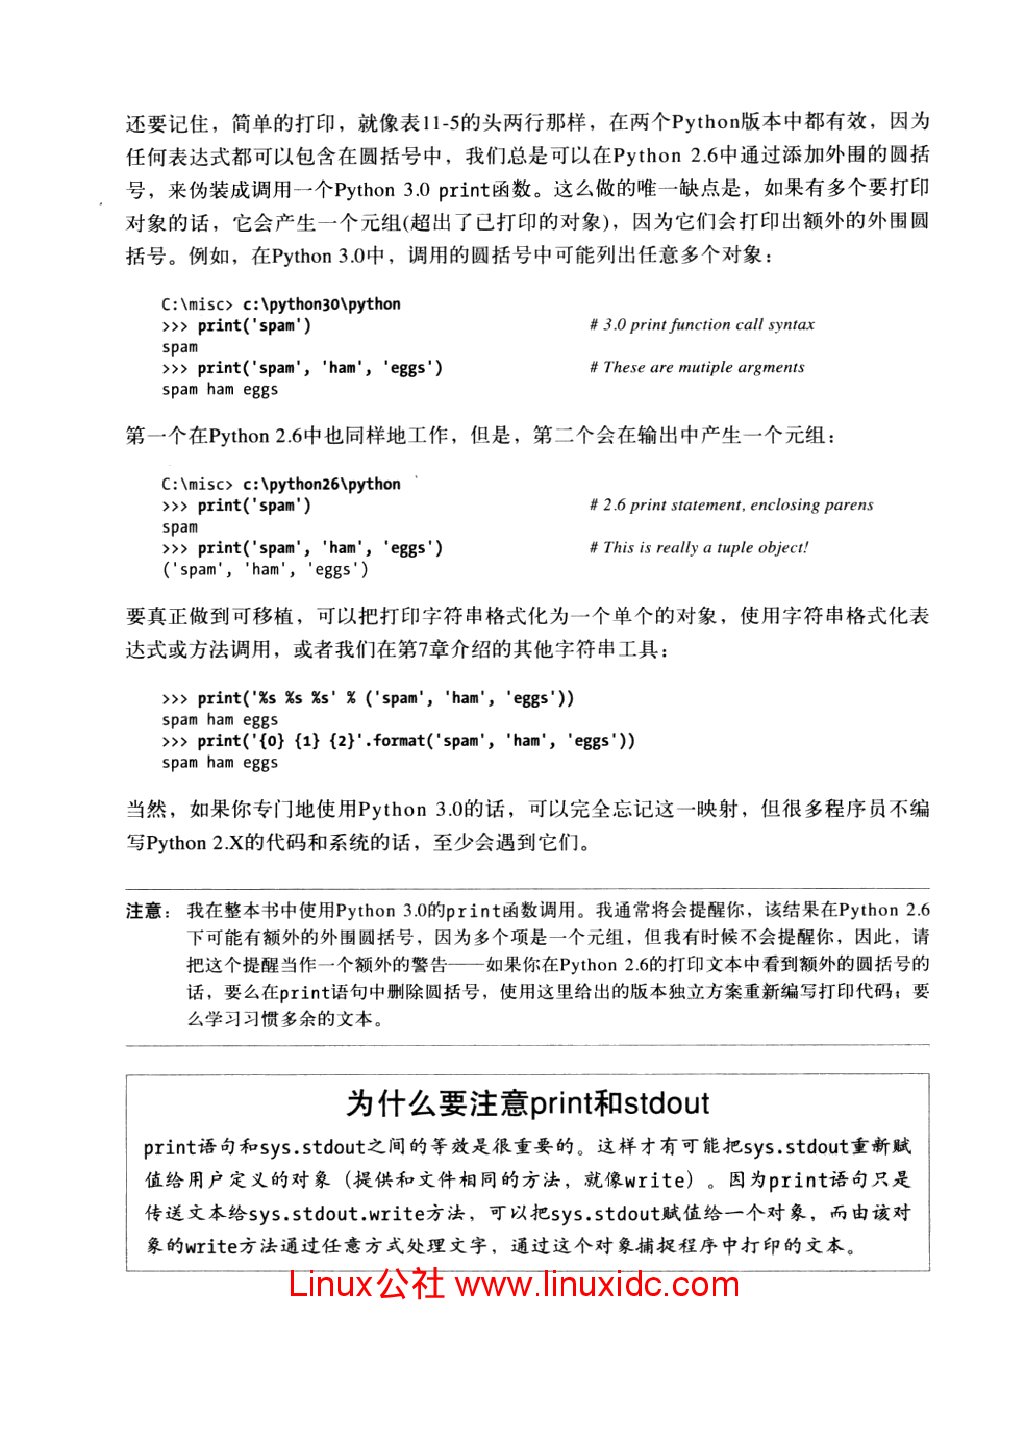 还要记住，简单的打印，就像表11-5的头两行那样，在两个Python版本中都有效，因为
任何表达式都可以包含在圆括号中，我们总是可以在Python 2.6中通过添加外围的圆括
号，来伪装成调用一个Python 3.0 print函数。这么做的唯一缺点是，如果有多个要打印
对象的话，它会产生一个元组(超出了已打印的对象)，因为它们会打印出额外的外围圆
括号。例如，在Python 3.0中，调用的圆括号中可能列出任意多个对象：
C:\misc> c:\python30\python
>>> print('spam') # 3.0 print function call syntax
spam
>>> print('spam', 'ham', 'eggs') # These are mutiple argments
spam ham eggs
第一个在Python 2.6中也同样地工作，但是，第二个会在输出中产生一个元组：
C:\misc> c:\python26\python
>>> print('spam') # 2.6 print statement, enclosing parens
spam
>>> print('spam', 'ham', 'eggs') # This is really a tuple object!
('spam', 'ham', 'eggs')
要真正做到可移植，可以把打印字符串格式化为一个单个的对象，使用字符串格式化表
达式或方法调用，或者我们在第7章介绍的其他字符串工具：
>>> print('%s %s %s' % ('spam', 'ham', 'eggs'))
spam ham eggs
>>> print('{0} {1} {2}'.format('spam', 'ham', 'eggs'))
spam ham eggs
当然，如果你专门地使用Python 3.0的话，可以完全忘记这一映射，但很多程序员不编
写Python 2.X的代码和系统的话，至少会遇到它们。
注意： 我在整本书中使用Python 3.0的print函数调用。我通常将会提醒你，该结果在Python 2.6
下可能有额外的外围圆括号，因为多个项是一个元组，但我有时候不会提醒你，因此，请
把这个提醒当作一个额外的警告——如果你在Python 2.6的打印文本中看到额外的圆括号的
话，要么在print语句中删除圆括号，使用这里给出的版本独立方案重新编写打印代码；要
么学习习惯多余的文本。
为什么要注意print和stdout
print语句和sys.stdout之间的等效是很重要的。这样才有可能把sys.stdout重新赋
值给用户定义的对象（提供和文件相同的方法，就像write）。因为print语句只是
传送文本给sys.stdout.write方法，可以把sys.stdout赋值给一个对象，而由该对
象的write方法通过任意方式处理文字，通过这个对象捕捉程序中打印的文本。
Linux公社 www.linuxidc.com